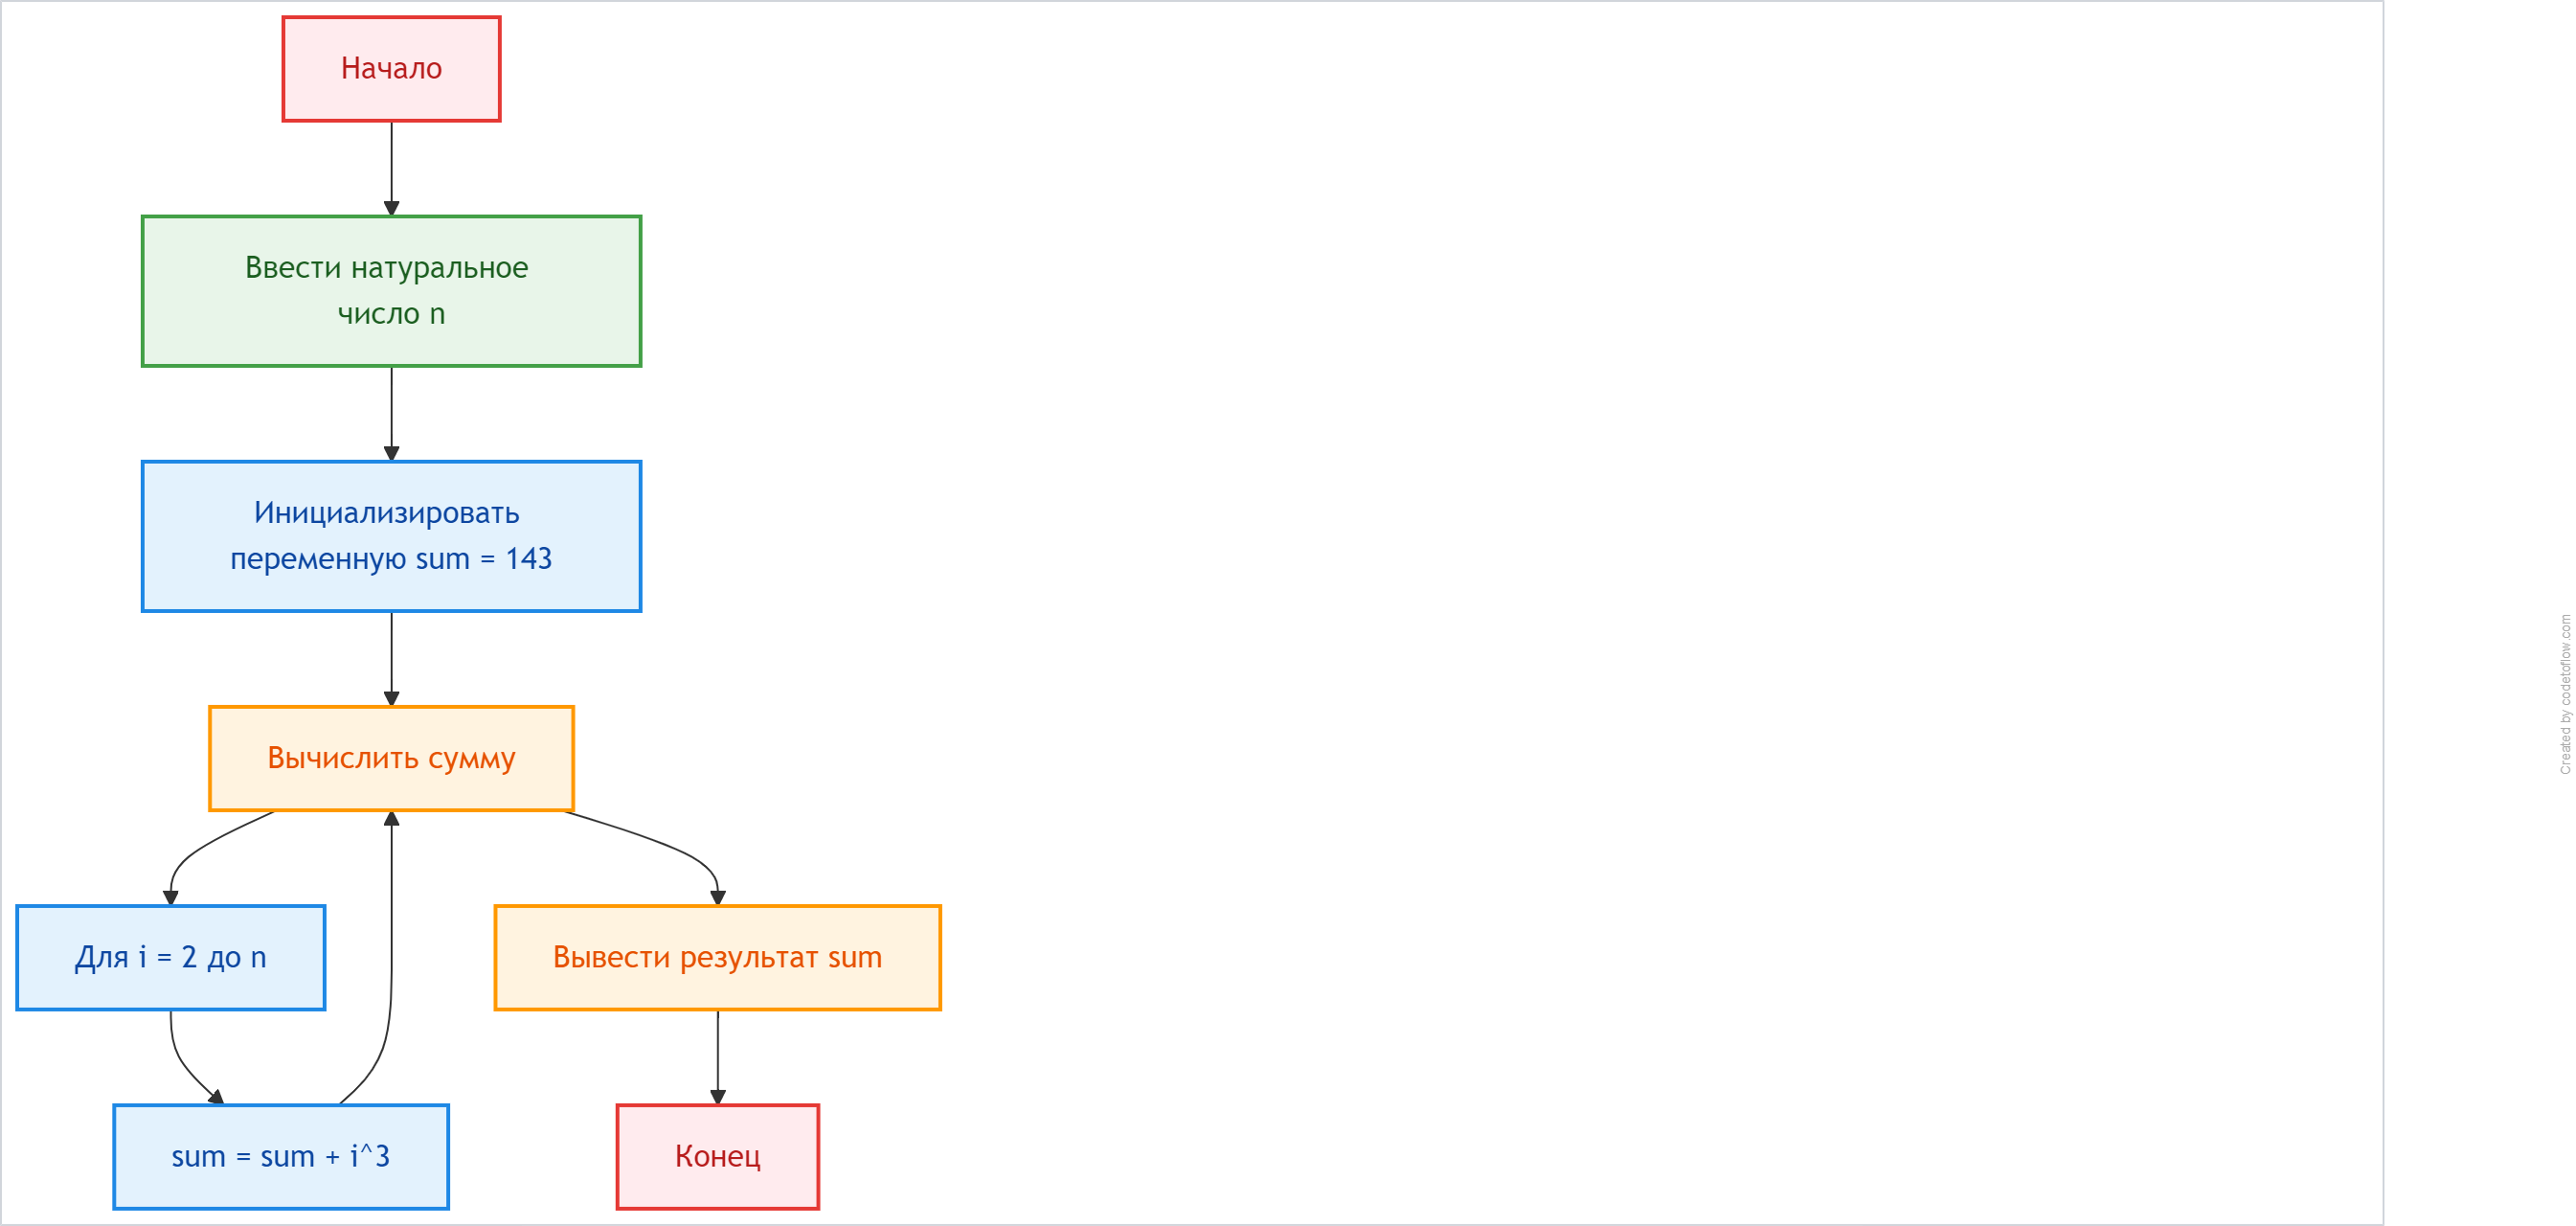 Начало
Ввести натуральное
число n
Инициализировать
переменную sum = 143
Вычислить сумму
Для i = 2 до n
Вывести результат sum
sum = sum + i^3
Конец
Created by codetoflow.com